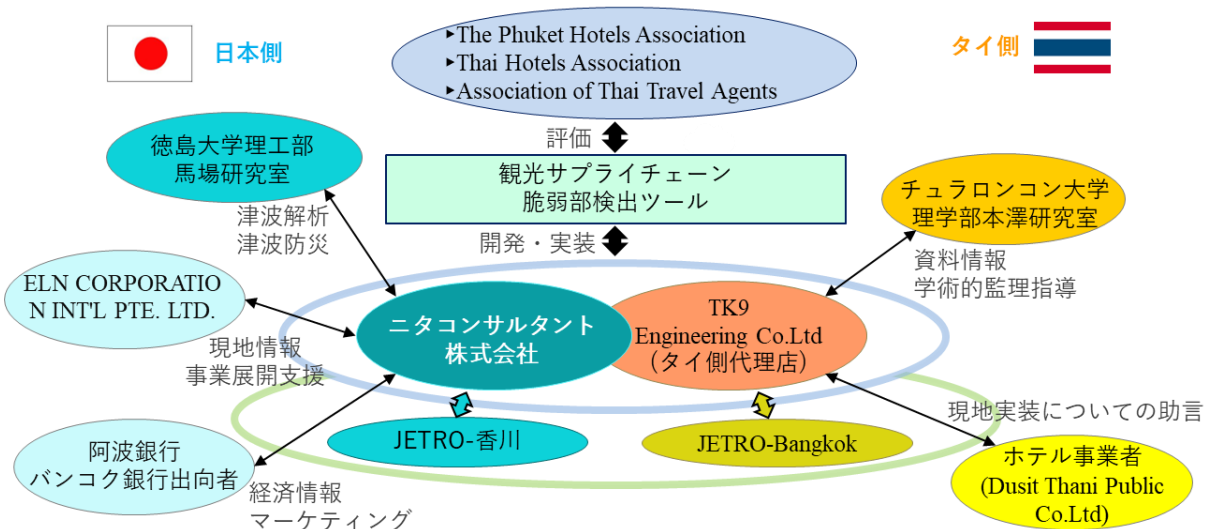 日本側
▸The Phuket Hotels Association
▸Thai Hotels Association
▸Association of Thai Travel Agents
タイ側
評価
徳島大学理工部
馬場研究室
観光サプライチェーン
脆弱部検出ツール
チュラロンコン大学
理学部本澤研究室
津波解析
津波防災
開発・実装
資料情報
学術的監理指導
ELN CORPORATIO
N INT'L PTE. LTD.
ニタコンサルタント
株式会社
TK9
Engineering Co.Ltd
(タイ側代理店)
現地情報
事業展開支援
JETRO-香川
JETRO-Bangkok
現地実装についての助言
阿波銀行
バンコク銀行出向者
ホテル事業者
(Dusit Thani Public
Co.Ltd)
経済情報
マーケティング